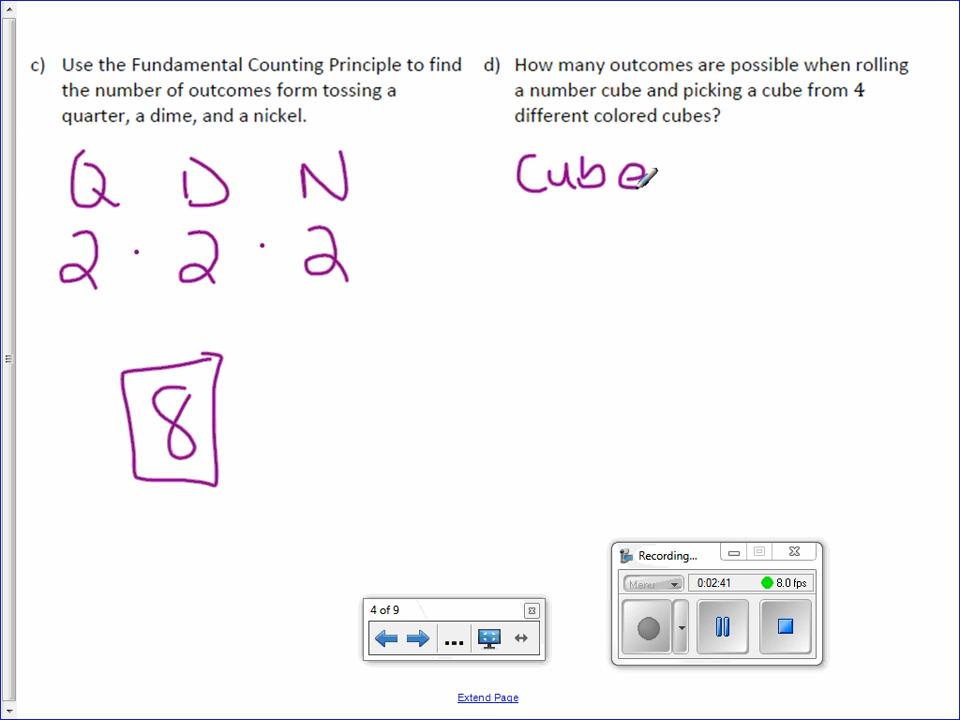 c) Use the Fundamental Counting Principle to find
the number of outcomes form tossing a
quarter, a dime, and a nickel.
Q D N
2 · 2 · 2
8
d) How many outcomes are possible when rolling
a number cube and picking a cube from 4
different colored cubes?
Cube
4 of 9
...
Recording...
Menu
0:02:41
8.0 fps
Extend Page